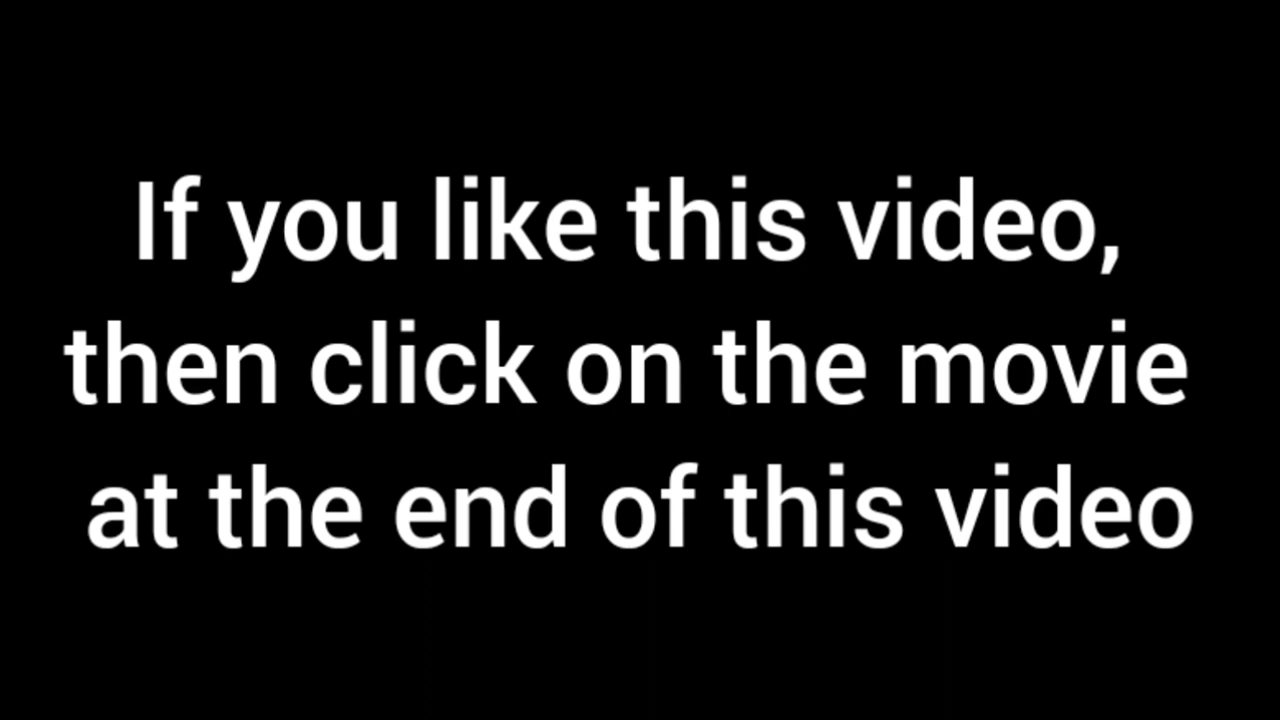 If you like this video,
then click on the movie
at the end of this video